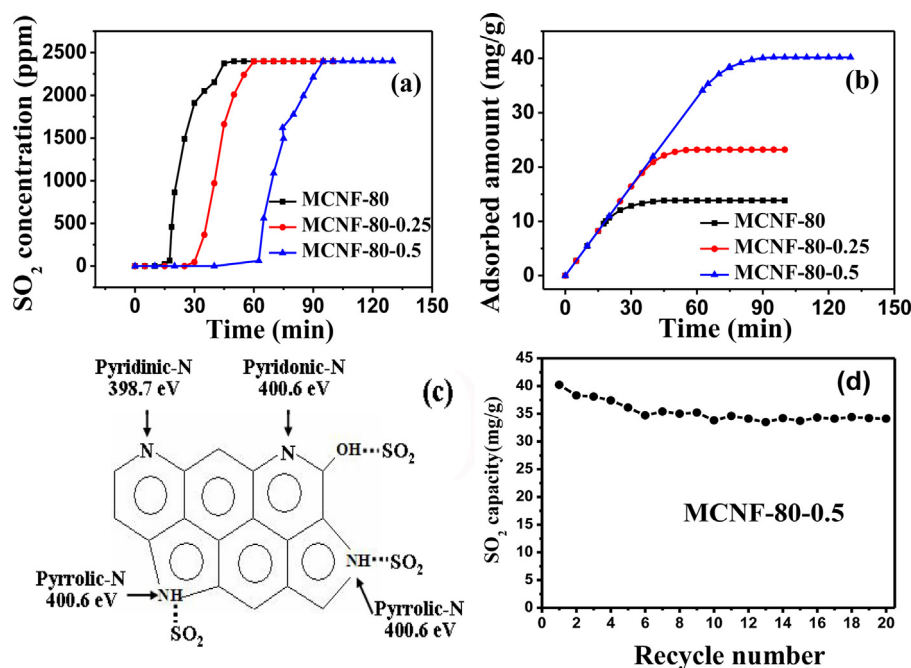 (a)
SO2 concentration (ppm)
2500
2000
1500
1000
500
0
MCNF-80
MCNF-80-0.25
MCNF-80-0.5
0 30 60 90 120 150
Time (min)
(b)
Adsorbed amount (mg/g)
50
40
30
20
10
0
MCNF-80
MCNF-80-0.25
MCNF-80-0.5
0 30 60 90 120 150
Time (min)
(c)
Pyridinic-N
398.7 eV
Pyridonic-N
400.6 eV
N
N
OH
SO2
NH
SO2
Pyrrolic-N
400.6 eV
NH
SO2
Pyrrolic-N
400.6 eV
(d)
SO2 capacity(mg/g)
45
40
35
30
25
20
15
10
5
0
MCNF-80-0.5
0 2 4 6 8 10 12 14 16 18 20
Recycle number